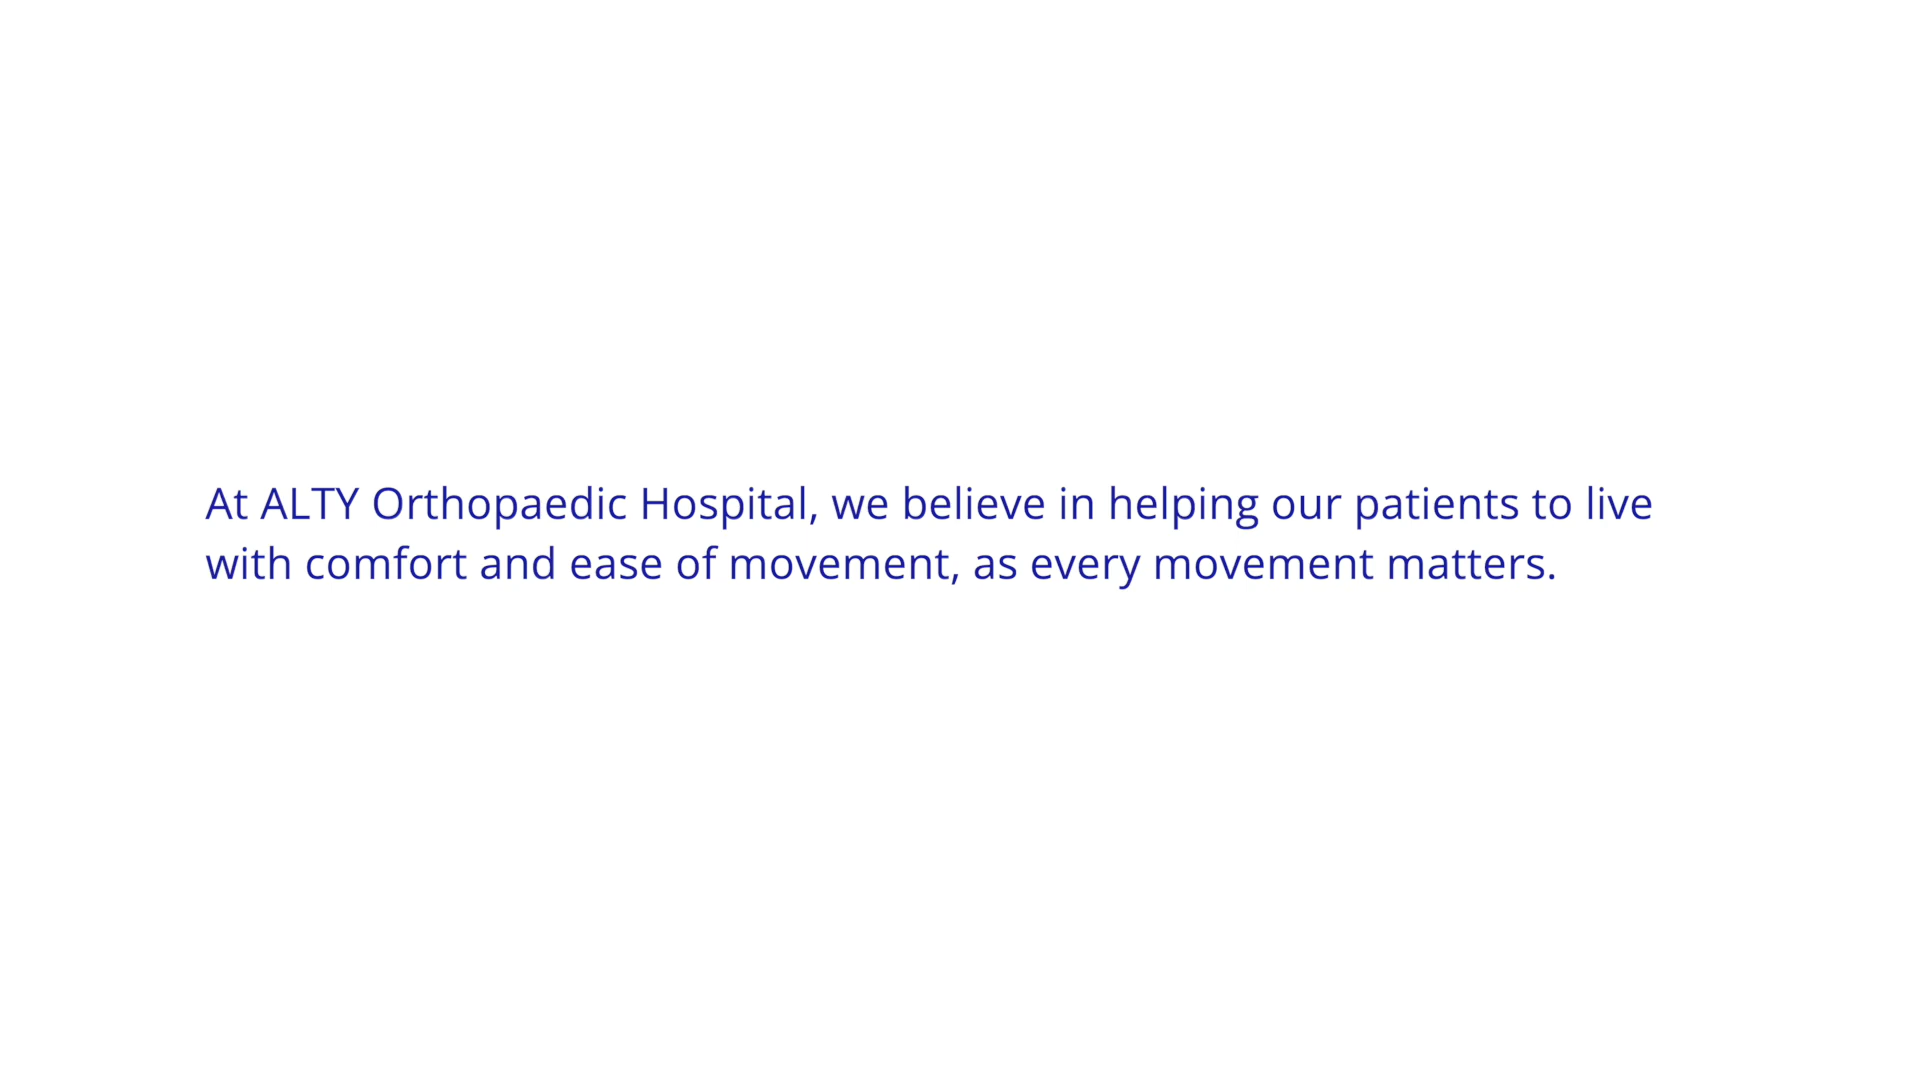 At ALTY Orthopaedic Hospital, we believe in helping our patients to live
with comfort and ease of movement, as every movement matters.